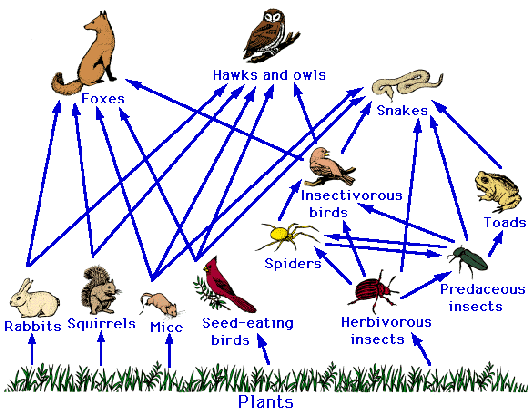 Hawks and owls
Foxes
Snakes
Insectivorous
birds
Toads
Spiders
Predaceous
insects
Rabbits
Squirrels
Mice
Seed-eating
birds
Herbivorous
insects
Plants